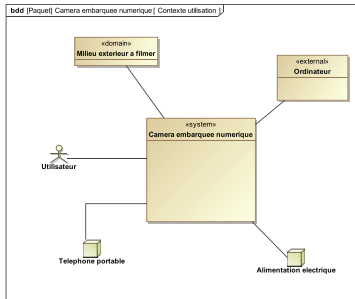 bdd [Paquet] Camera embarquee numerique [ Contexte utilisation ]
«domain»
Milieu exterieur a filmer
«external»
Ordinateur
«system»
Camera embarquee numerique
Utilisateur
Telephone portable
Alimentation electrique